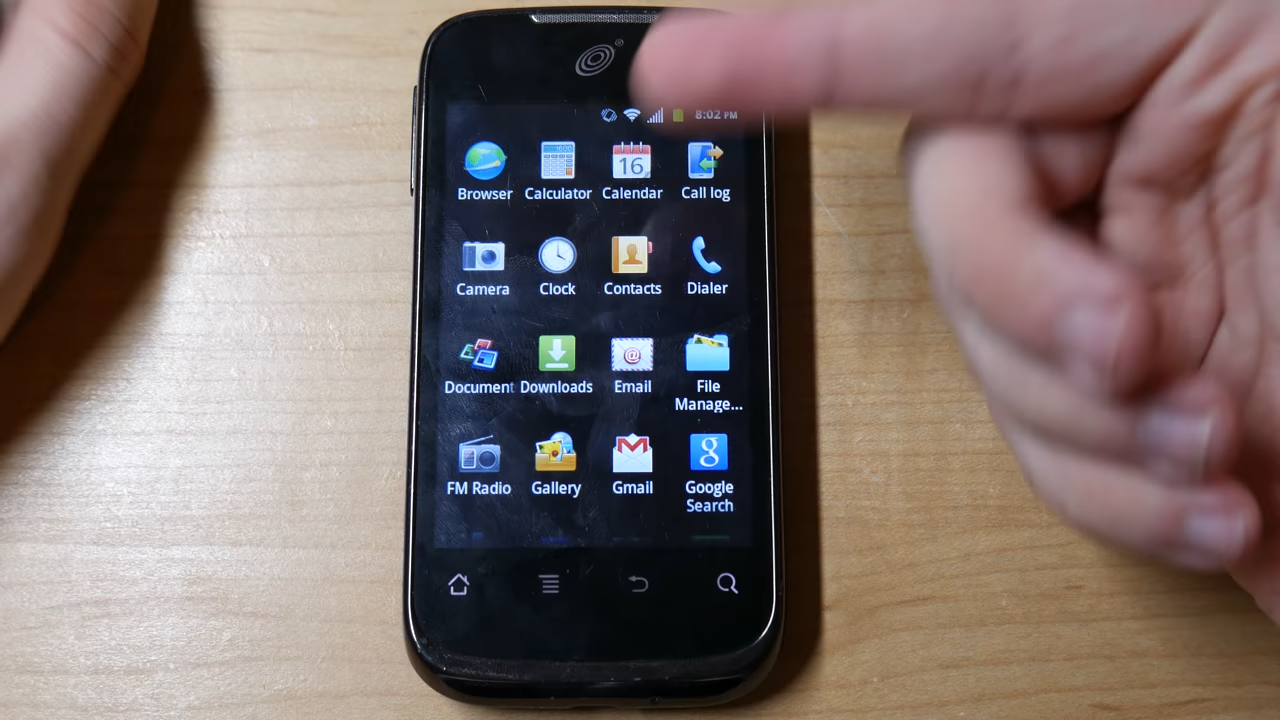 8:02 PM
1600
16
Browser Calculator Calendar Call log
Camera Clock Contacts Dialer
@
Document Downloads Email File
Manage...
g
FM Radio Gallery Gmail Google
Search